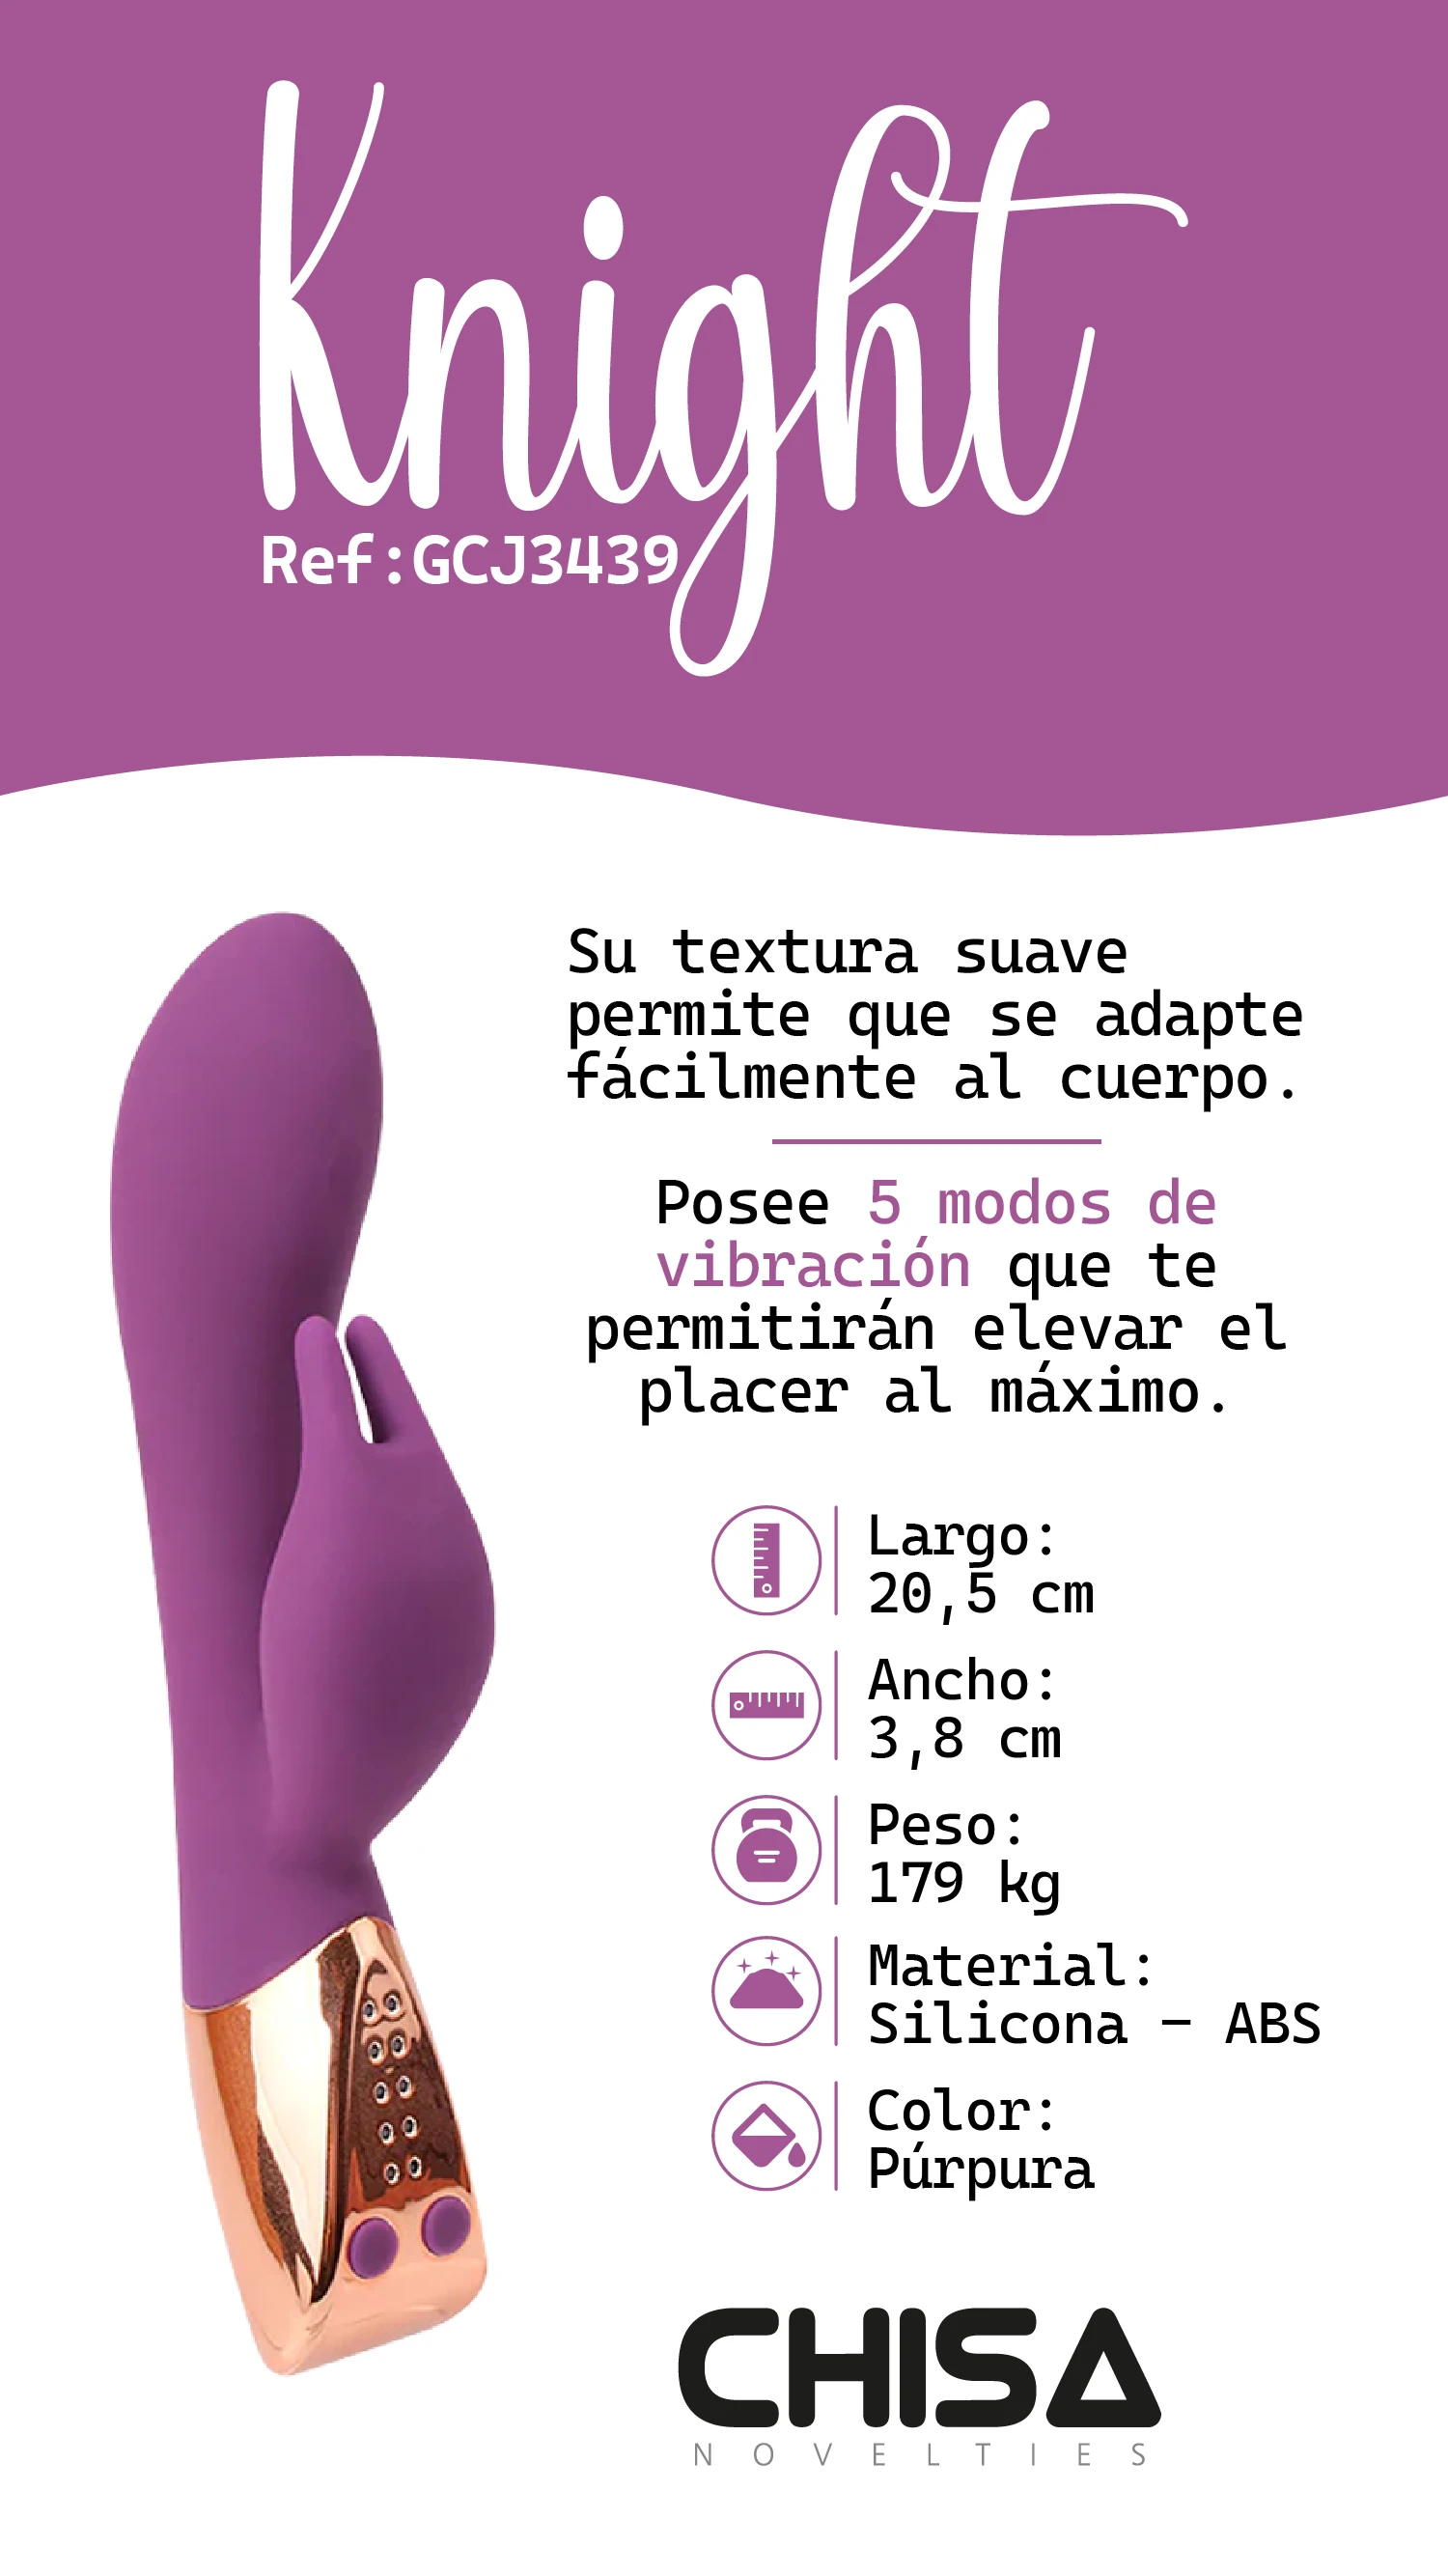 Knight
Ref:GCJ3439
Su textura suave
permite que se adapte
fácilmente al cuerpo.
Posee 5 modos de
vibración que te
permitirán elevar el
placer al máximo.
Largo:
20,5 cm
Ancho:
3,8 cm
Peso:
179 kg
Material:
Silicona - ABS
Color:
Púrpura
CHISA
NOVELTIES